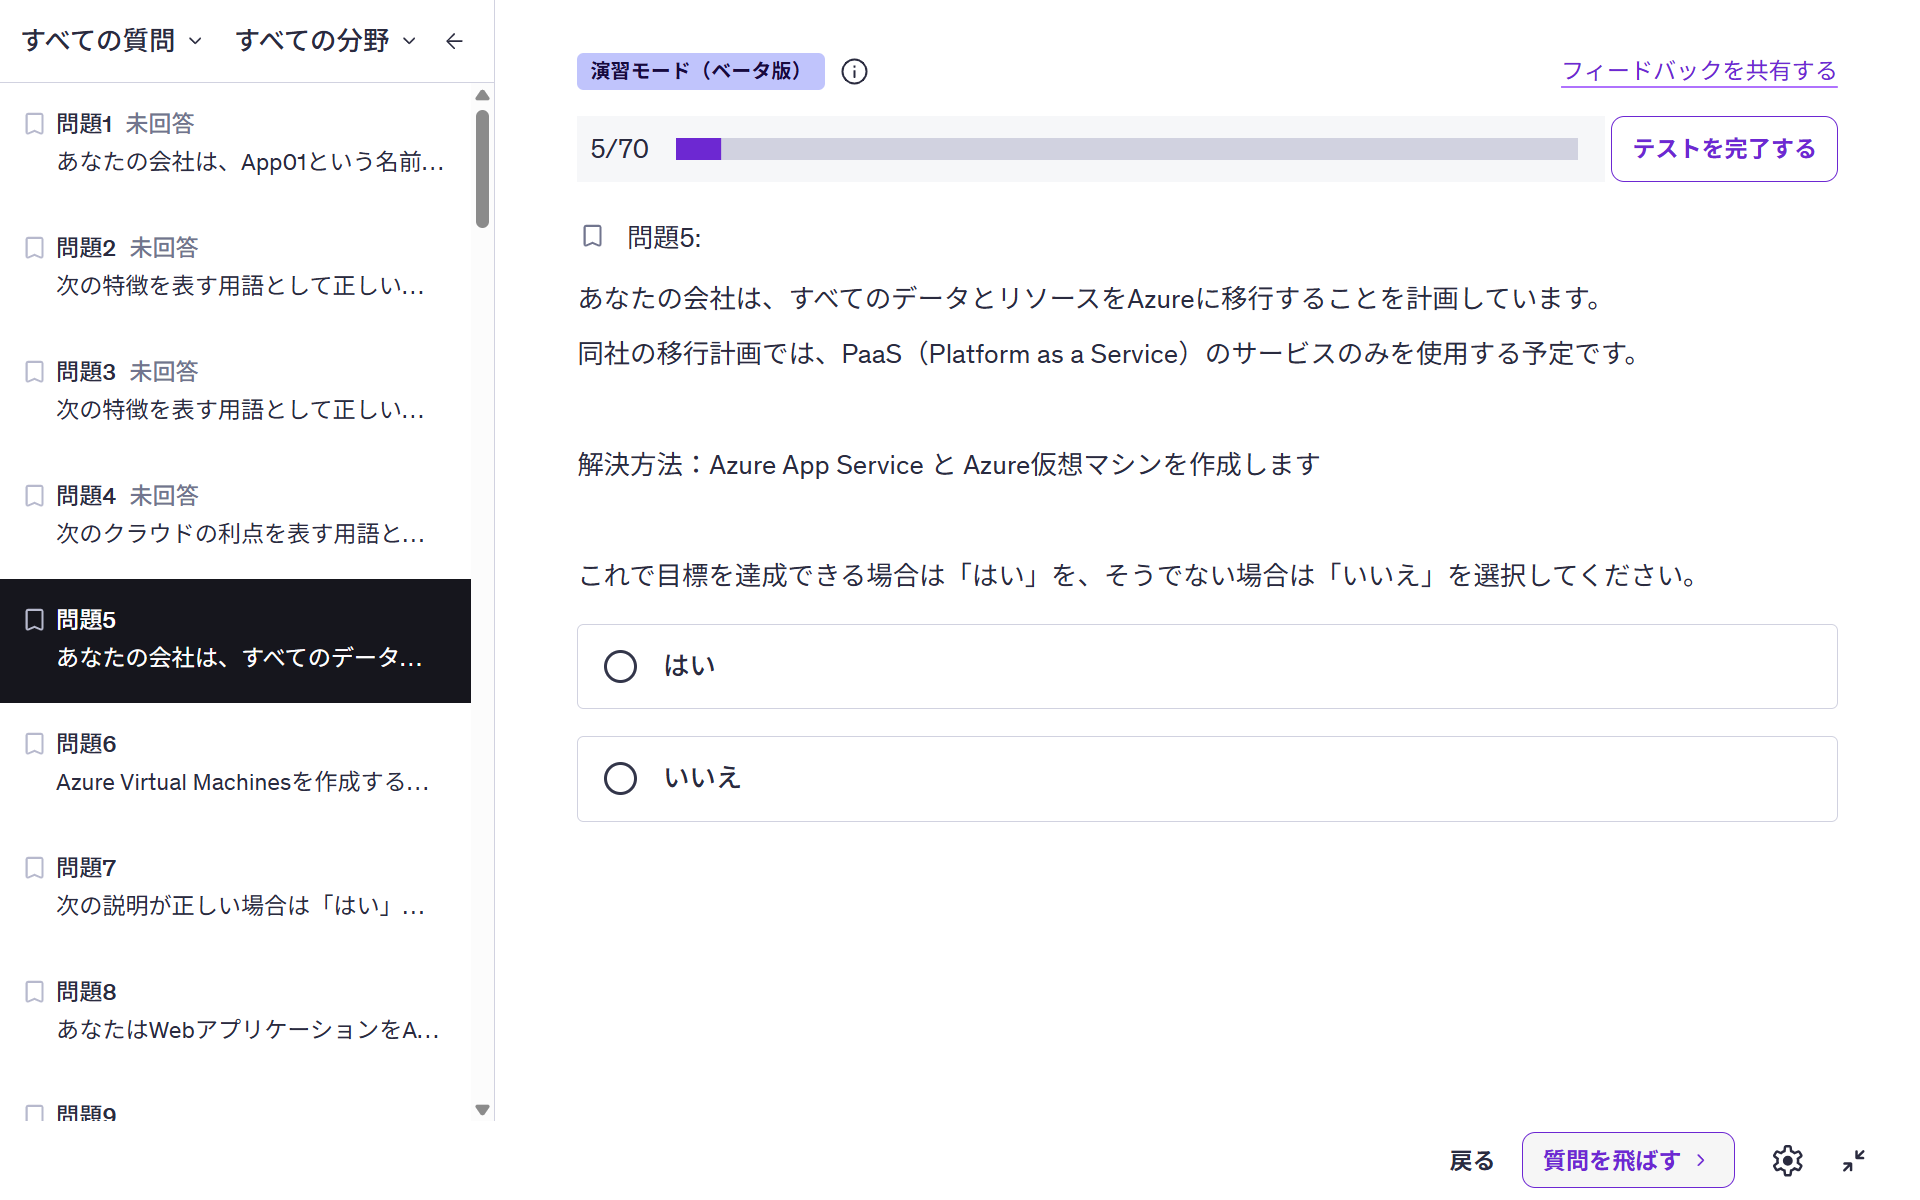 すべての質問 すべての分野
問題1 未回答
あなたの会社は、App01という名前...
問題2 未回答
次の特徴を表す用語として正しい...
問題3 未回答
次の特徴を表す用語として正しい...
問題4 未回答
次のクラウドの利点を表す用語と...
問題5
あなたの会社は、すべてのデータ...
問題6
Azure Virtual Machinesを作成する...
問題7
次の説明が正しい場合は「はい」...
問題8
あなたはWebアプリケーションをA...
問題9
演習モード（ベータ版）
フィードバックを共有する
5/70
テストを完了する
問題5:
あなたの会社は、すべてのデータとリソースをAzureに移行することを計画しています。
同社の移行計画では、PaaS（Platform as a Service）のサービスのみを使用する予定です。
解決方法：Azure App Service と Azure仮想マシンを作成します
これで目標を達成できる場合は「はい」を、そうでない場合は「いいえ」を選択してください。
はい
いいえ
戻る
質問を飛ばす